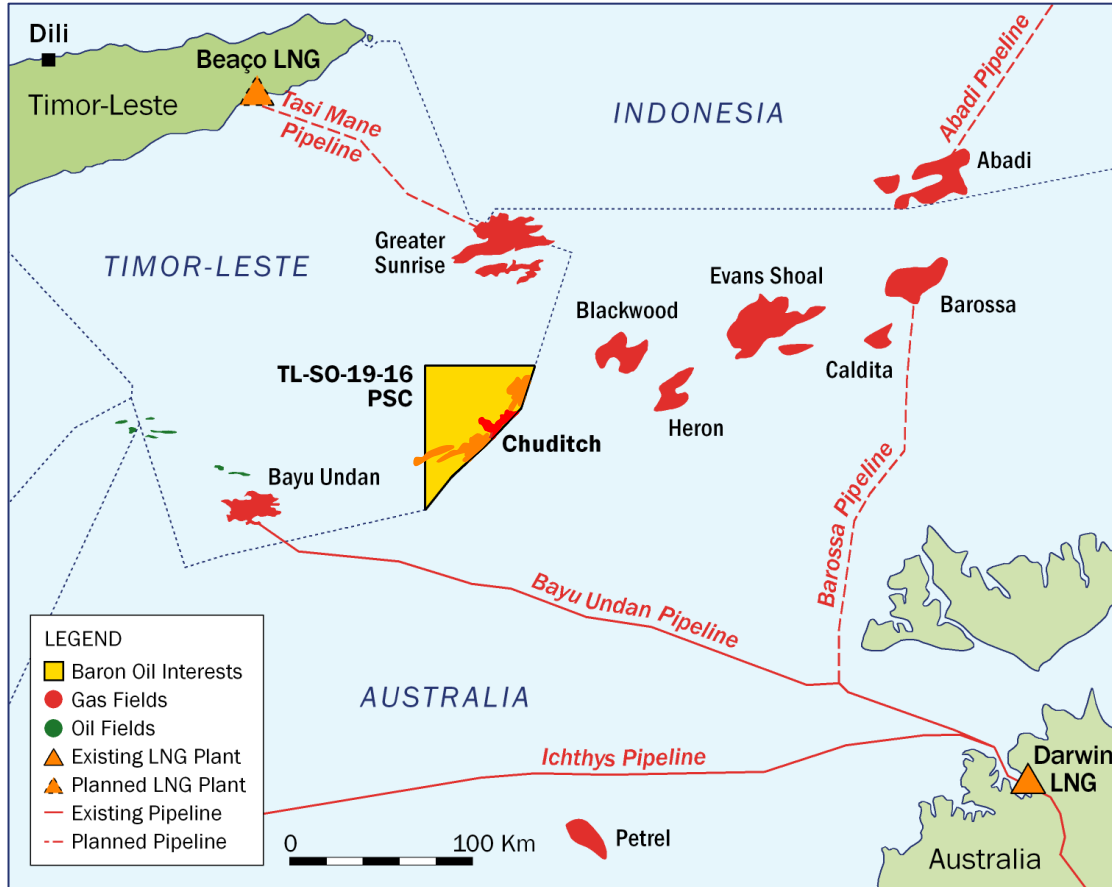 Dili
Beaço LNG
Timor-Leste
Tasi Mane
Pipeline
INDONESIA
Abadi Pipeline
Abadi
Greater
Sunrise
TIMOR-LESTE
Evans Shoal
Blackwood
Barossa
Caldita
TL-SO-19-16
PSC
Heron
Chuditch
Bayu Undan
Barossa Pipeline
Bayu Undan Pipeline
LEGEND
Baron Oil Interests
Gas Fields
Oil Fields
Existing LNG Plant
Planned LNG Plant
Existing Pipeline
Planned Pipeline
AUSTRALIA
Ichthys Pipeline
Darwin
LNG
0 100 Km
Petrel
Australia